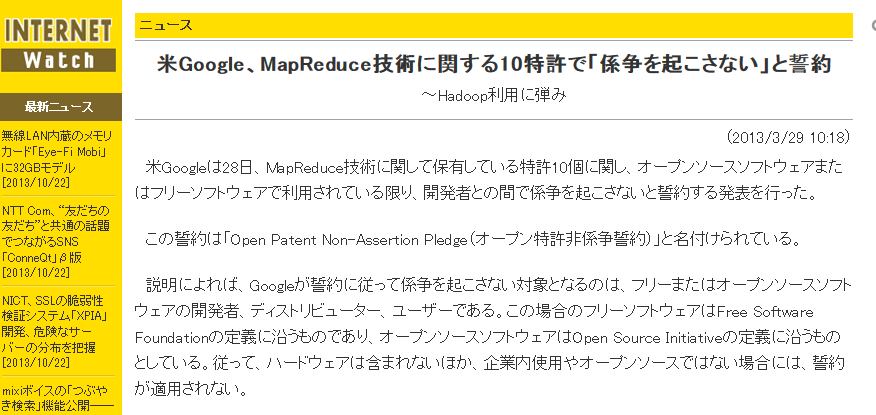 INTERNET
Watch
最新ニュース
無線LAN内蔵のメモリ
カード「Eye-Fi Mobi」
に32GBモデル
[2013/10/22]
NTT Com、“友だちの
友だち”と共通の話題
でつながるSNS
「ConneQt」β版
[2013/10/22]
NICT、SSLの脆弱性
検証システム「XPIA」
開発、危険なサー
バーの分布を把握
[2013/10/22]
mixiボイスの「つぶや
き検索」機能公開――
ニュース
米Google、MapReduce技術に関する10特許で「係争を起こさない」と誓約
～Hadoop利用に弾み
(2013/3/29 10:18)
米Googleは28日、MapReduce技術に関して保有している特許10個に関し、オープンソースソフトウェアまた
はフリーソフトウェアで利用されている限り、開発者との間で係争を起こさないと誓約する発表を行った。
この誓約は「Open Patent Non-Assertion Pledge（オープン特許非係争誓約）」と名付けられている。
説明によれば、Googleが誓約に従って係争を起こさない対象となるのは、フリーまたはオープンソースソフト
ウェアの開発者、ディストリビューター、ユーザーである。この場合のフリーソフトウェアはFree Software
Foundationの定義に沿うものであり、オープンソースソフトウェアはOpen Source Initiativeの定義に沿うもの
としている。従って、ハードウェアは含まれないほか、企業内使用やオープンソースではない場合には、誓約
が適用されない。